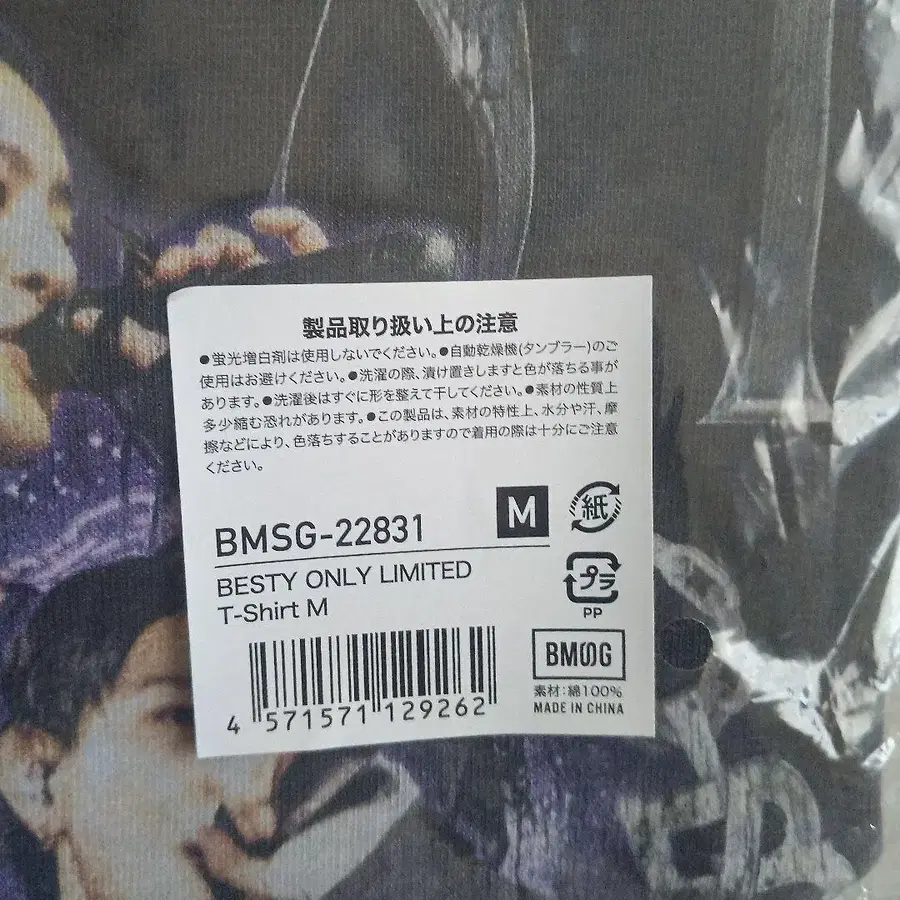 製品取り扱い上の注意
●蛍光増白剤は使用しないでください。●自動乾燥機(タンブラー)のご
使用はお避けください。●洗濯の際、漬け置きしますと色が落ちる事が
あります。●洗濯後はすぐに形を整えて干してください。●素材の性質上
多少縮む恐れがあります。●この製品は、素材の特性上、水分や汗、摩
擦などにより、色落ちすることがありますので着用の際は十分にご注意
ください。
BMSG-22831
M
紙
BESTY ONLY LIMITED
T-Shirt M
プラ
PP
BMSG
素材:綿100%
MADE IN CHINA
4 571571 129262